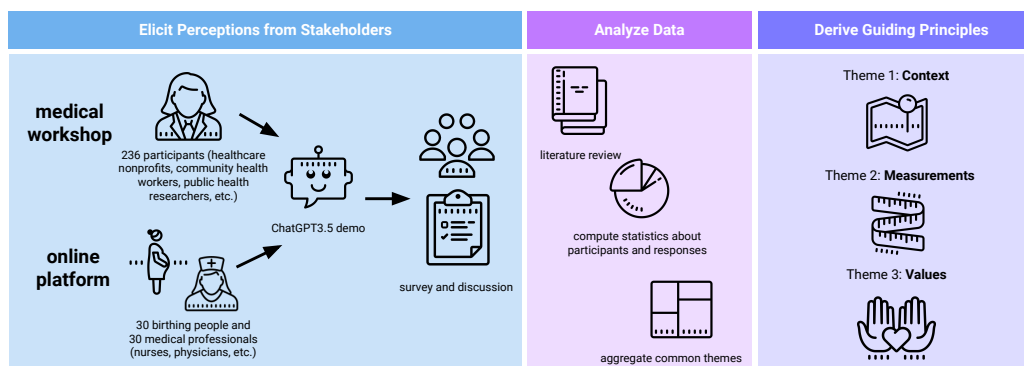 Elicit Perceptions from Stakeholders
medical
workshop
236 participants (healthcare
nonprofits, community health
workers, public health
researchers, etc.)
online
platform
30 birthing people and
30 medical professionals
(nurses, physicians, etc.)
ChatGPT3.5 demo
survey and discussion
Analyze Data
literature review
compute statistics about
participants and responses
aggregate common themes
Derive Guiding Principles
Theme 1: Context
Theme 2: Measurements
Theme 3: Values